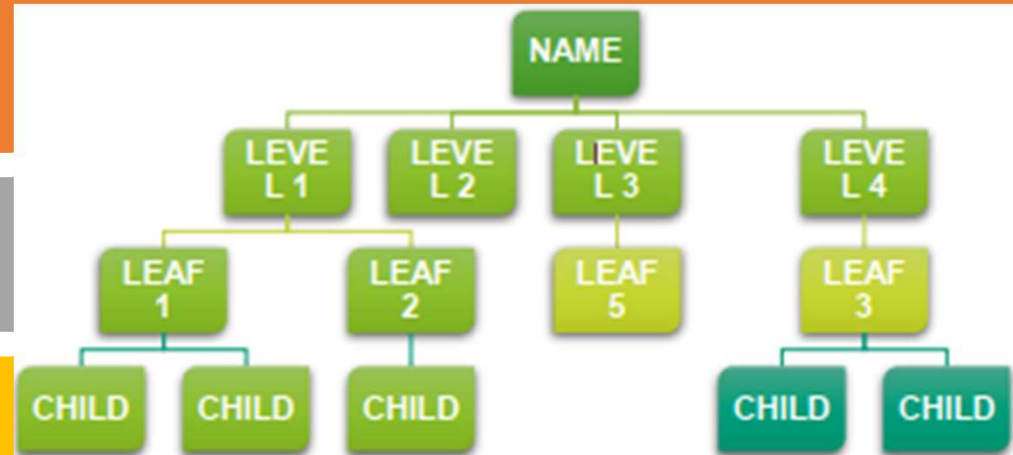 NAME
LEVE
L 1
LEVE
L 2
LEVE
L 3
LEVE
L 4
LEAF
1
LEAF
2
LEAF
5
LEAF
3
CHILD
CHILD
CHILD
CHILD
CHILD